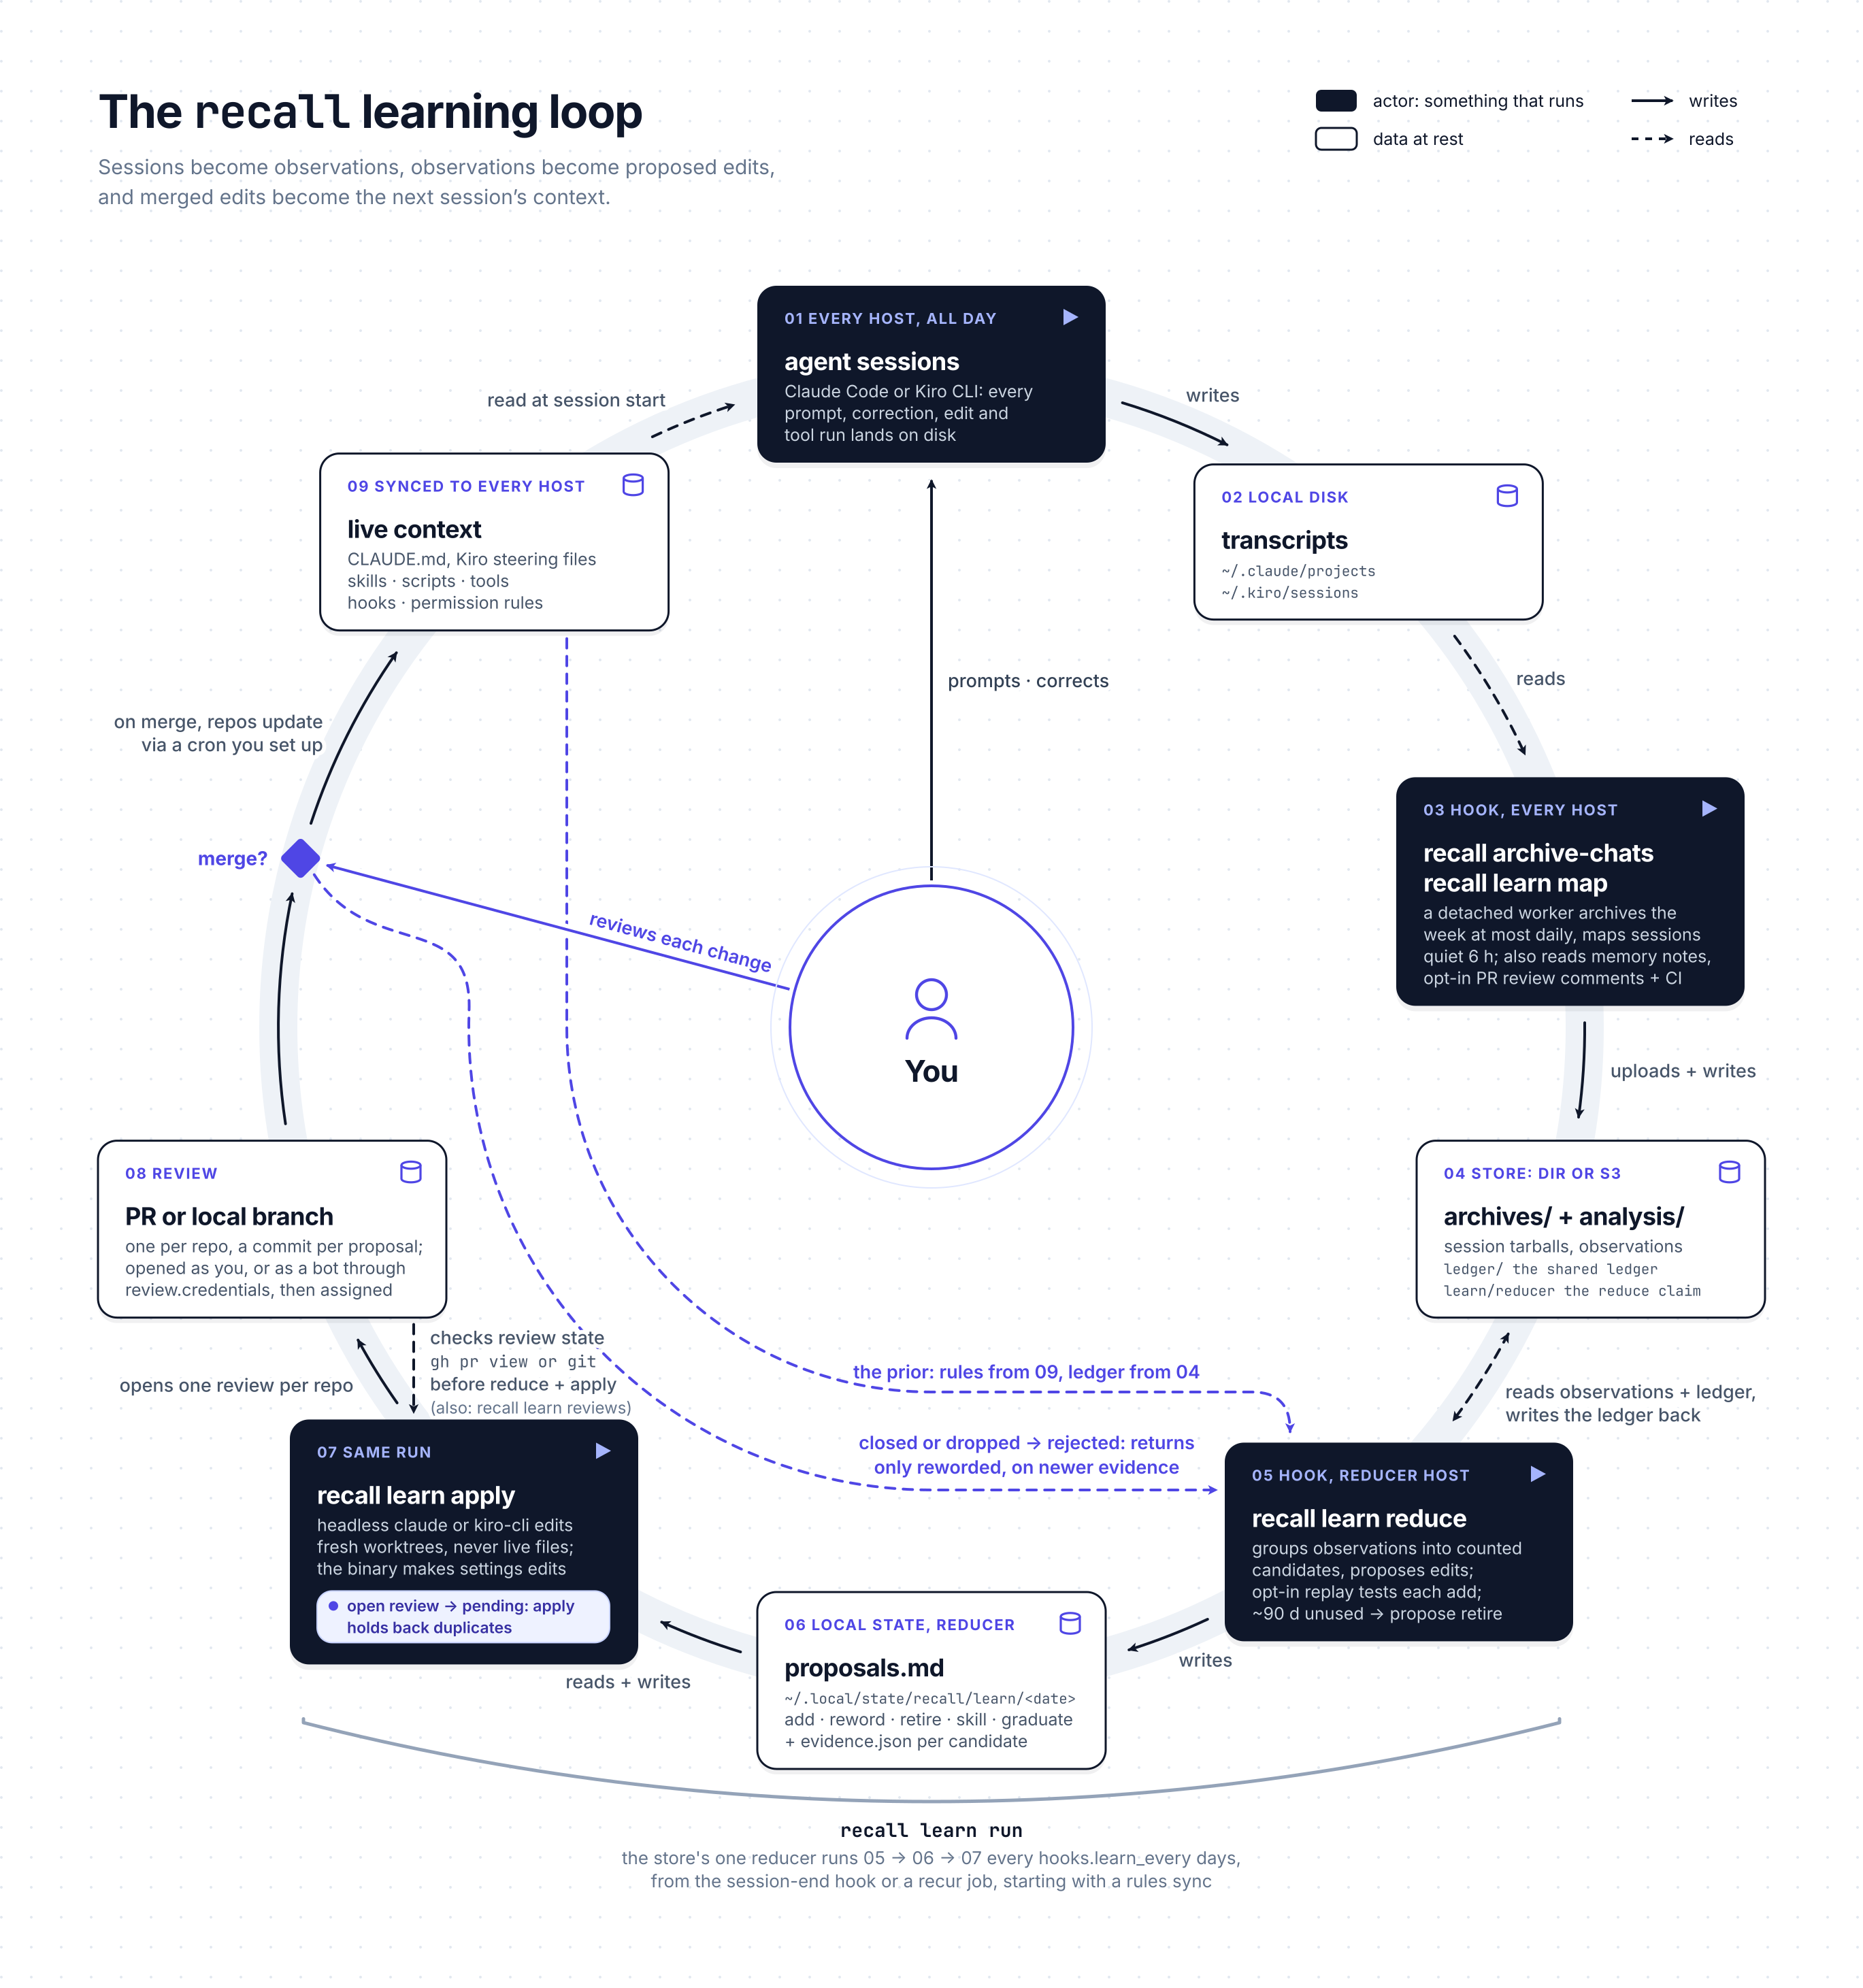 The recall learning loop
Sessions become observations, observations become proposed edits,
and merged edits become the next session's context.
actor: something that runs
writes
data at rest
reads
01 EVERY HOST, ALL DAY
agent sessions
Claude Code or Kiro CLI: every
prompt, correction, edit and
tool run lands on disk
read at session start
writes
09 SYNCED TO EVERY HOST
live context
CLAUDE.md, Kiro steering files
skills · scripts · tools
hooks · permission rules
02 LOCAL DISK
transcripts
~/.claude/projects
~/.kiro/sessions
prompts · corrects
reads
on merge, repos update
via a cron you set up
merge?
reviews each change
03 HOOK, EVERY HOST
recall archive-chats
recall learn map
a detached worker archives the
week at most daily, maps sessions
quiet 6 h; also reads memory notes,
opt-in PR review comments + CI
You
uploads + writes
08 REVIEW
PR or local branch
one per repo, a commit per proposal;
opened as you, or as a bot through
review.credentials, then assigned
04 STORE: DIR OR S3
archives/ + analysis/
session tarballs, observations
ledger/ the shared ledger
learn/reducer the reduce claim
checks review state
gh pr view or git
before reduce + apply
(also: recall learn reviews)
opens one review per repo
the prior: rules from 09, ledger from 04
reads observations + ledger,
writes the ledger back
closed or dropped → rejected: returns
only reworded, on newer evidence
07 SAME RUN
recall learn apply
headless claude or kiro-cli edits
fresh worktrees, never live files;
the binary makes settings edits
open review → pending: apply
holds back duplicates
05 HOOK, REDUCER HOST
recall learn reduce
groups observations into counted
candidates, proposes edits;
opt-in replay tests each add;
~90 d unused → propose retire
06 LOCAL STATE, REDUCER
proposals.md
~/.local/state/recall/learn/<date>
add · reword · retire · skill · graduate
+ evidence.json per candidate
reads + writes
writes
recall learn run
the store's one reducer runs 05 → 06 → 07 every hooks.learn_every days,
from the session-end hook or a recur job, starting with a rules sync